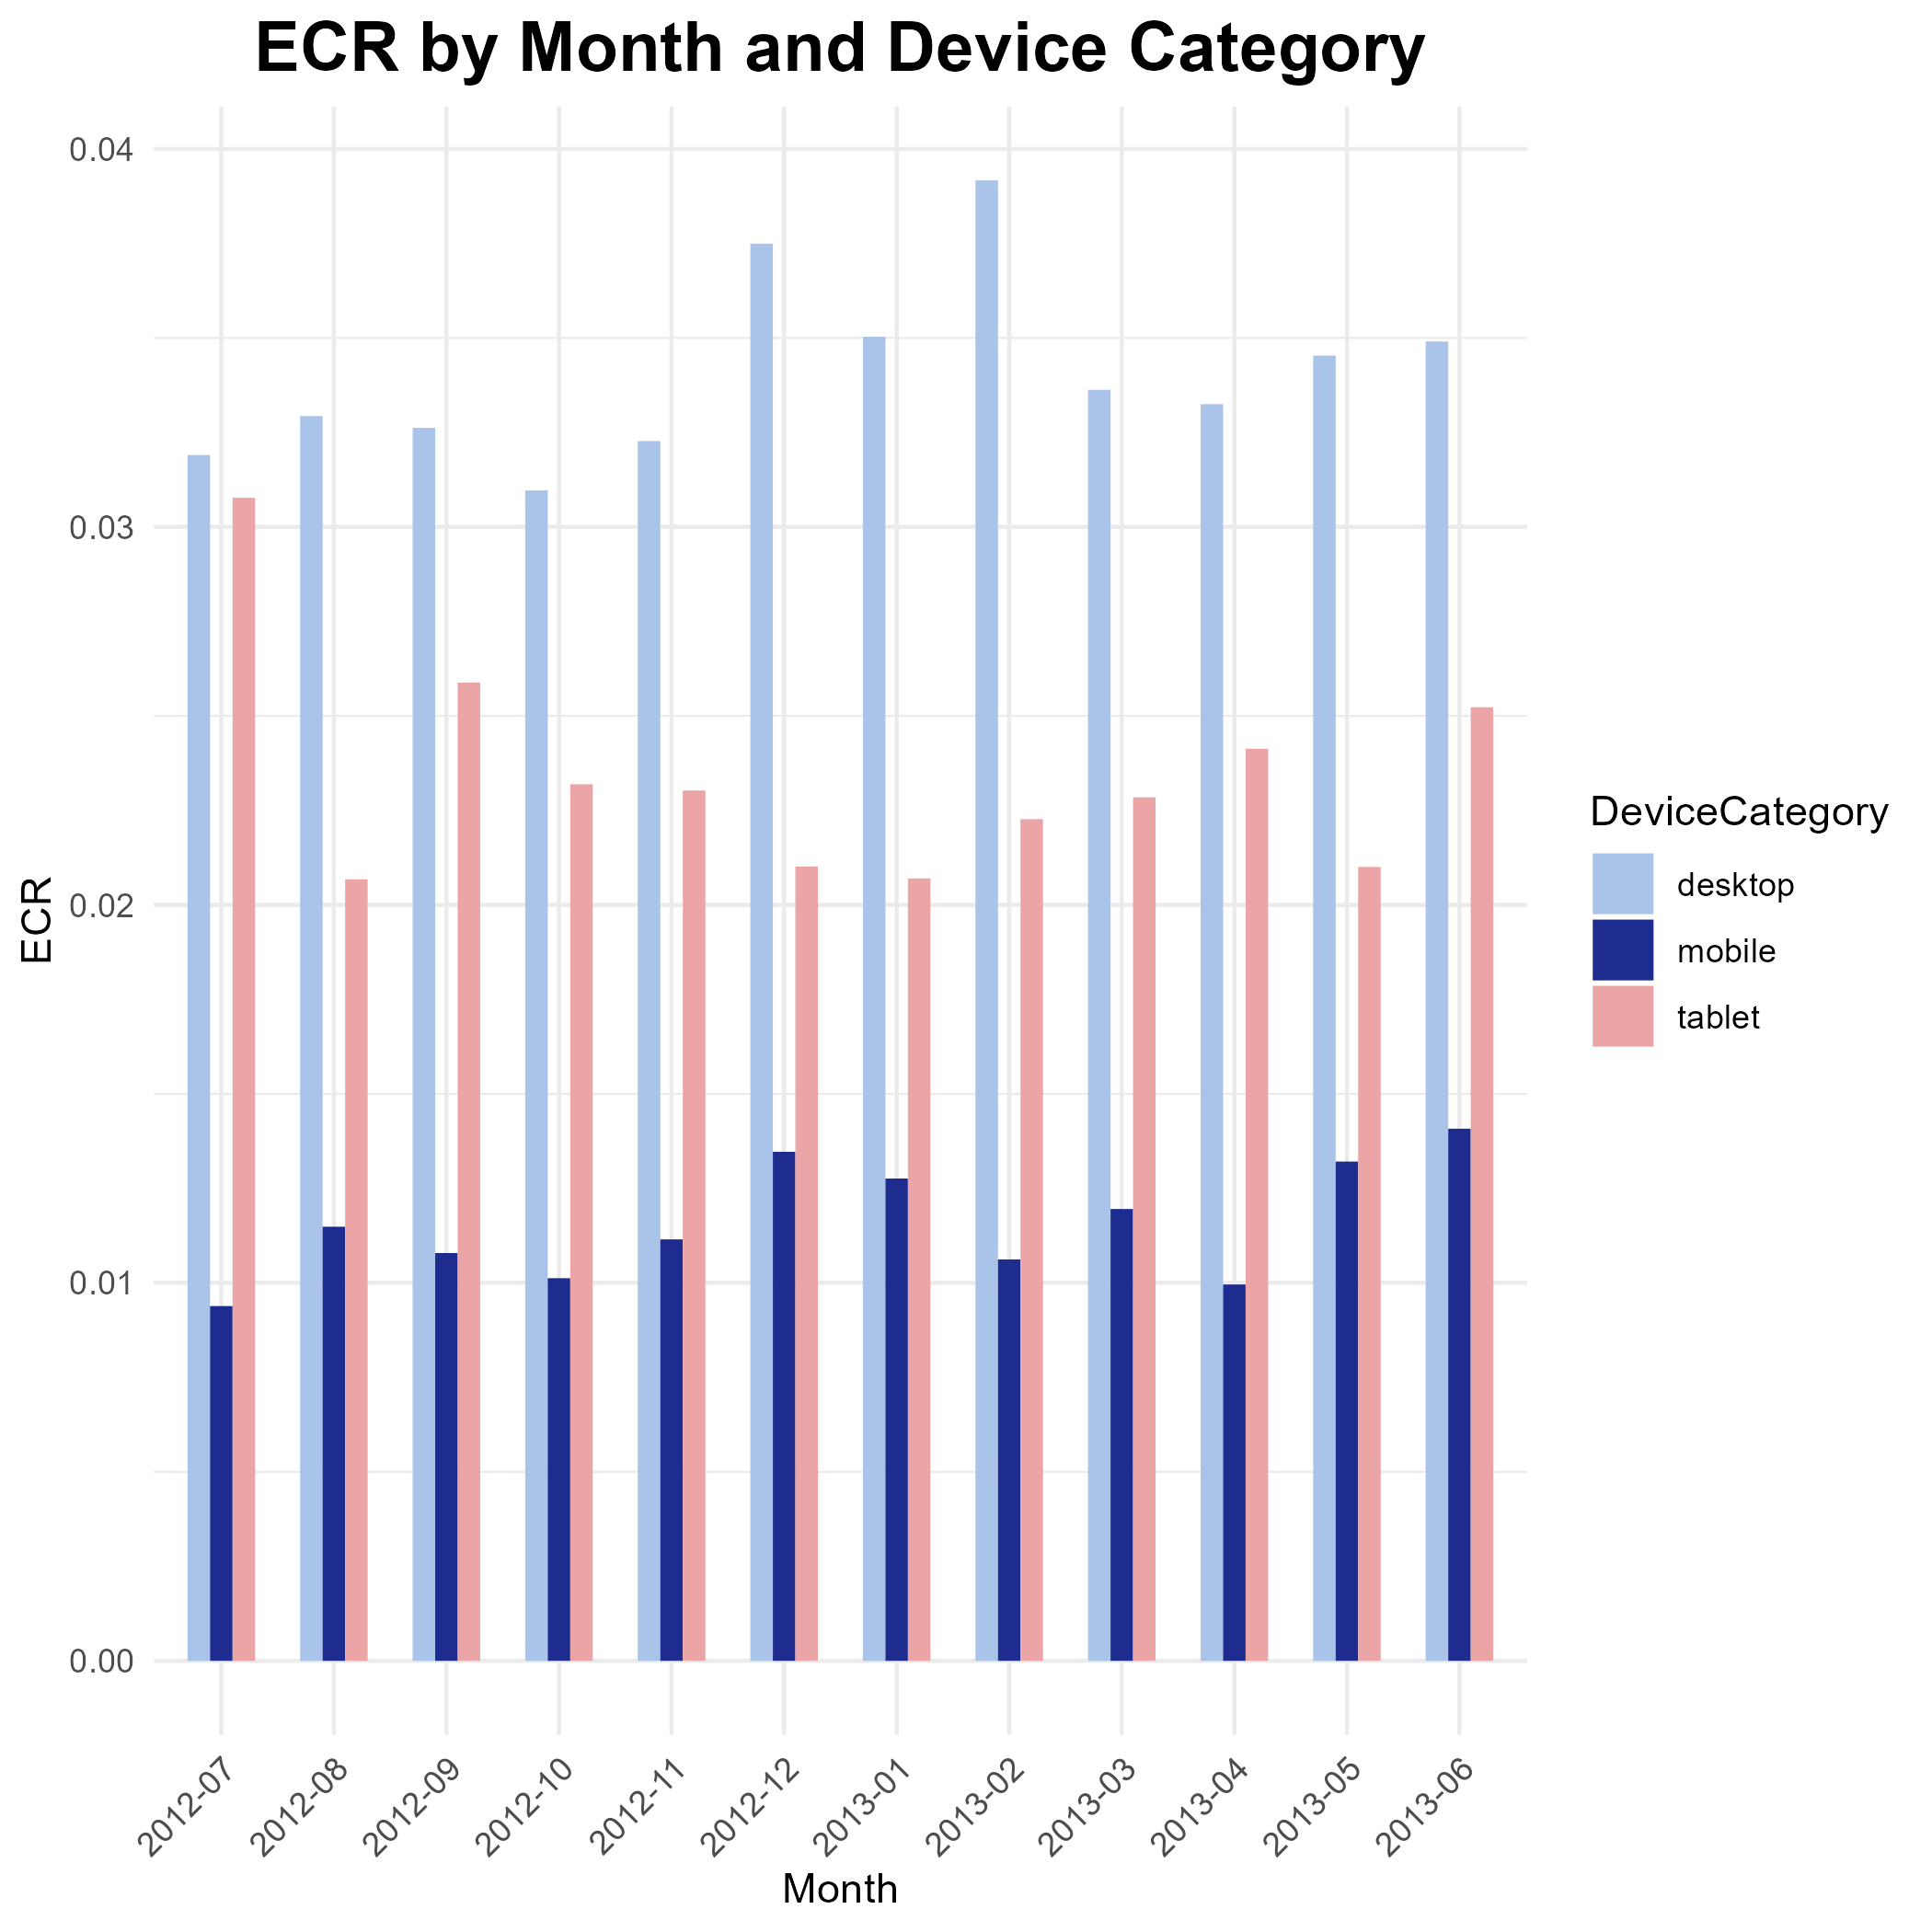 ECR by Month and Device Category
0.04
0.03
0.02
0.01
0.00
ECR
2012-07
2012-08
2012-09
2012-10
2012-11
2012-12
2013-01
2013-02
2013-03
2013-04
2013-05
2013-06
Month
DeviceCategory
desktop
mobile
tablet